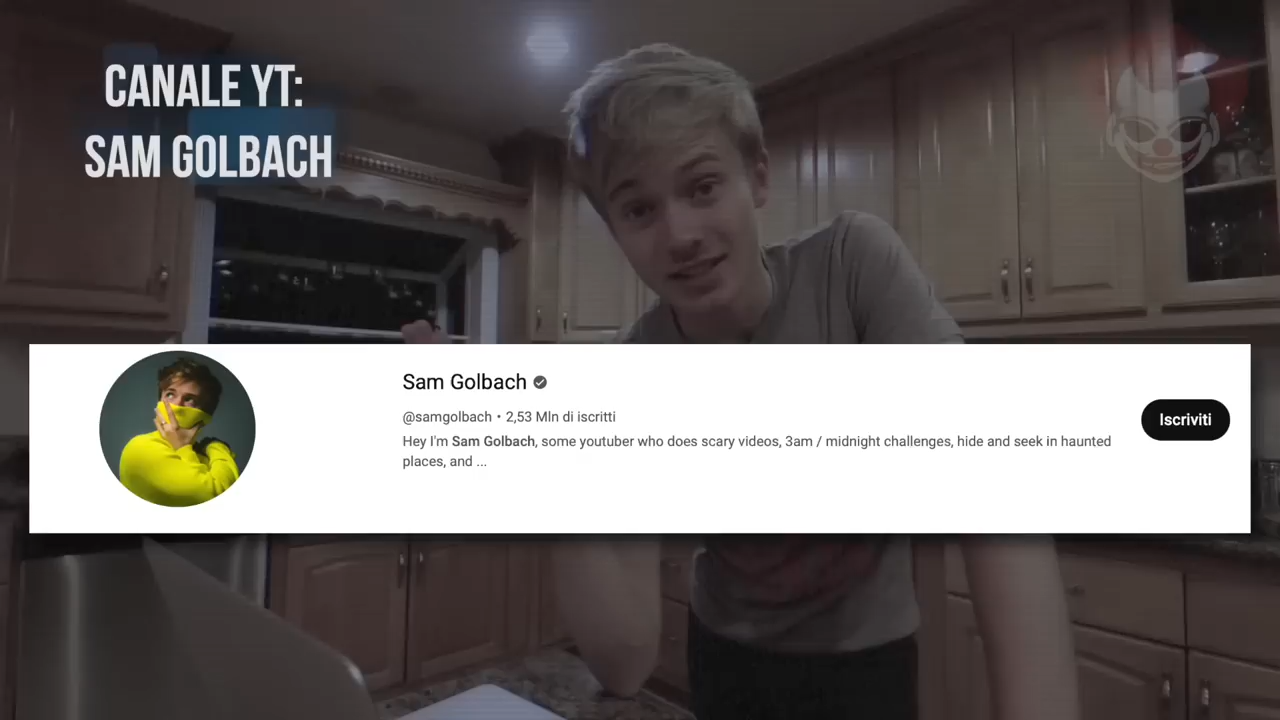 CANALE YT:
SAM GOLBACH
Sam Golbach
@samgolbach • 2,53 Mln di iscritti
Iscriviti
Hey I'm Sam Golbach, some youtuber who does scary videos, 3am / midnight challenges, hide and seek in haunted
places, and ...